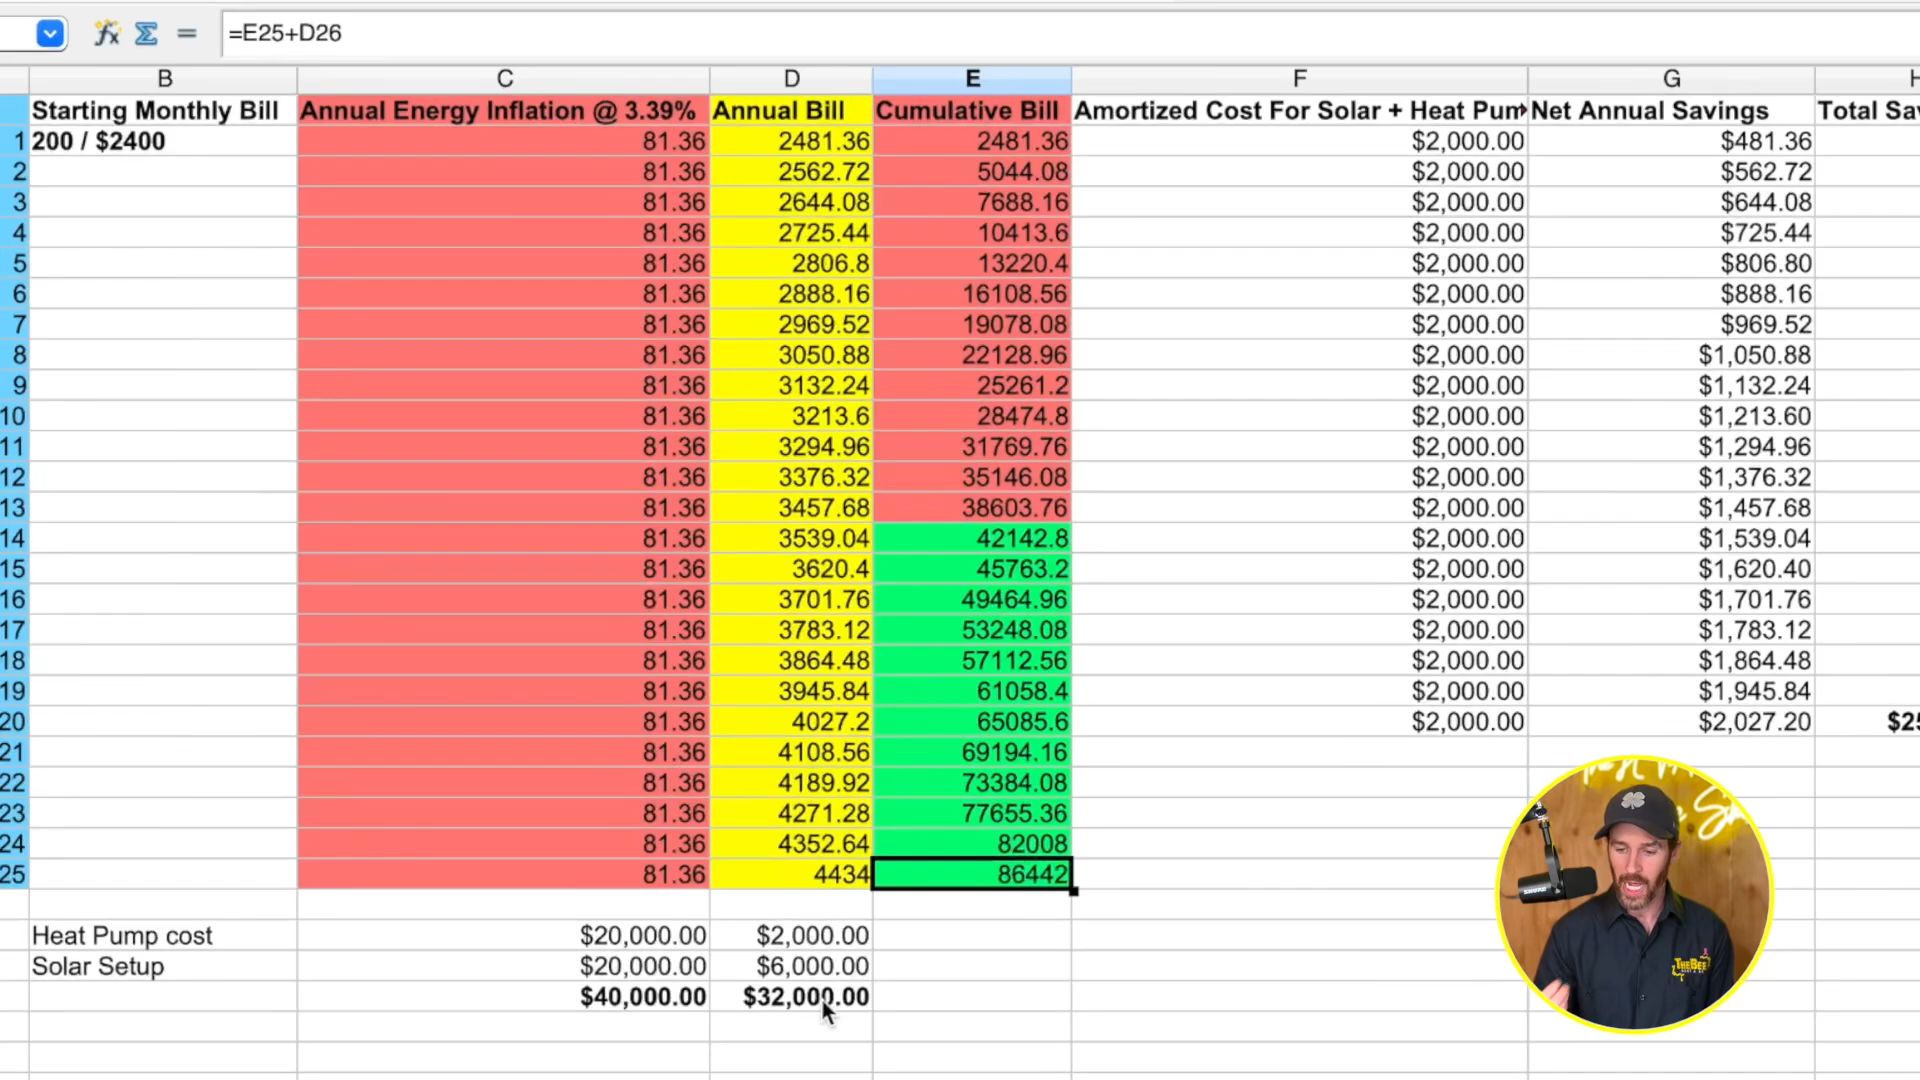 =E25+D26
B C D E F G H
Starting Monthly Bill Annual Energy Inflation @ 3.39% Annual Bill Cumulative Bill Amortized Cost For Solar + Heat Pum Net Annual Savings Total Sav
1 200 / $2400 81.36 2481.36 2481.36 $2,000.00 $481.36
2 81.36 2562.72 5044.08 $2,000.00 $562.72
3 81.36 2644.08 7688.16 $2,000.00 $644.08
4 81.36 2725.44 10413.6 $2,000.00 $725.44
5 81.36 2806.8 13220.4 $2,000.00 $806.80
6 81.36 2888.16 16108.56 $2,000.00 $888.16
7 81.36 2969.52 19078.08 $2,000.00 $969.52
8 81.36 3050.88 22128.96 $2,000.00 $1,050.88
9 81.36 3132.24 25261.2 $2,000.00 $1,132.24
10 81.36 3213.6 28474.8 $2,000.00 $1,213.60
11 81.36 3294.96 31769.76 $2,000.00 $1,294.96
12 81.36 3376.32 35146.08 $2,000.00 $1,376.32
13 81.36 3457.68 38603.76 $2,000.00 $1,457.68
14 81.36 3539.04 42142.8 $2,000.00 $1,539.04
15 81.36 3620.4 45763.2 $2,000.00 $1,620.40
16 81.36 3701.76 49464.96 $2,000.00 $1,701.76
17 81.36 3783.12 53248.08 $2,000.00 $1,783.12
18 81.36 3864.48 57112.56 $2,000.00 $1,864.48
19 81.36 3945.84 61058.4 $2,000.00 $1,945.84
20 81.36 4027.2 65085.6 $2,000.00 $2,027.20 $25
21 81.36 4108.56 69194.16
22 81.36 4189.92 73384.08
23 81.36 4271.28 77655.36
24 81.36 4352.64 82008
25 81.36 4434 86442
Heat Pump cost $20,000.00 $2,000.00
Solar Setup $20,000.00 $6,000.00
$40,000.00 $32,000.00
SHURE
THEBEE